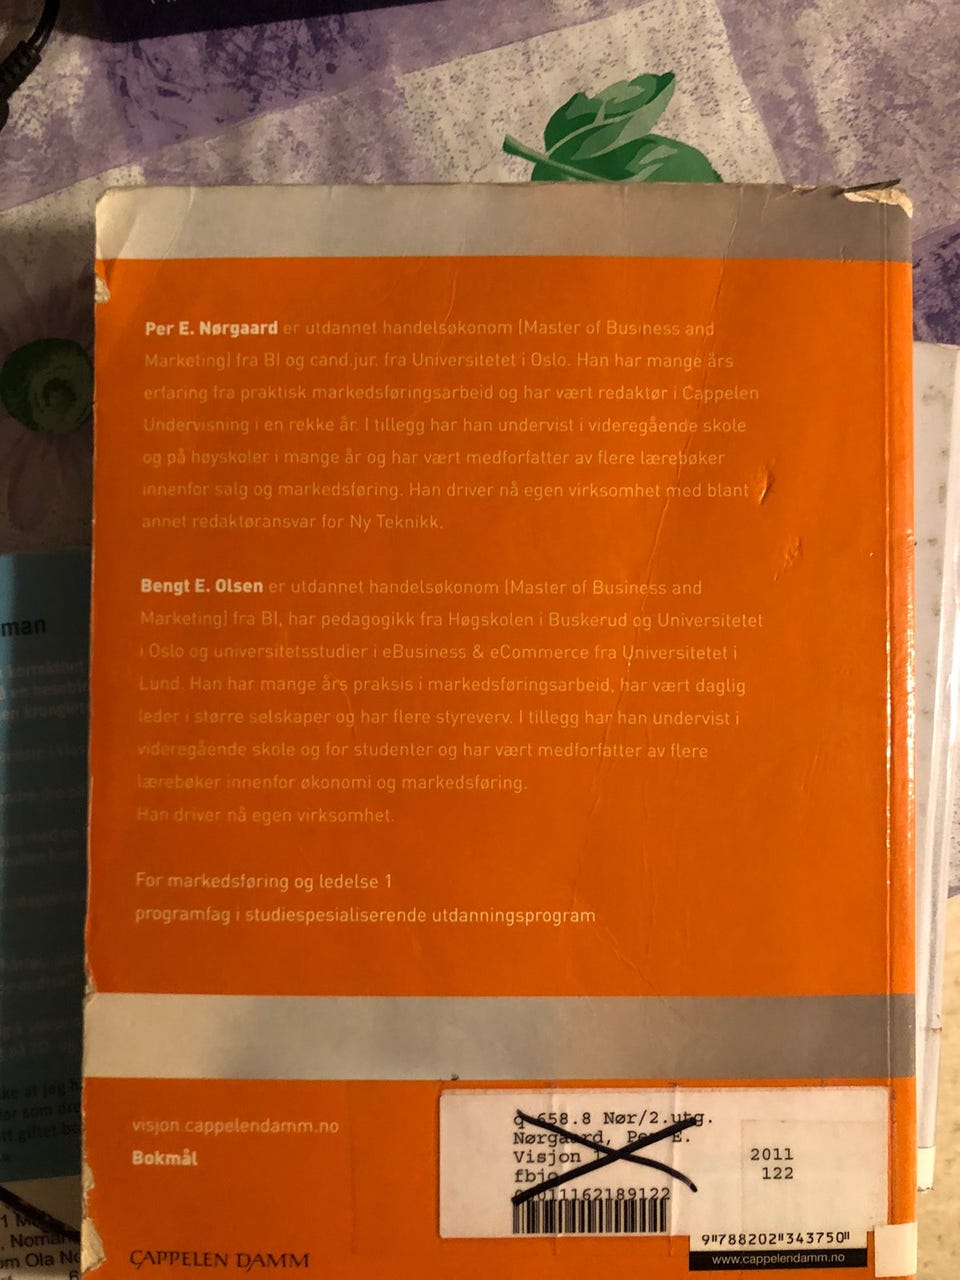 Per E. Nørgaard er utdannet handelsøkonom (Master of Business and
Marketing) fra BI og cand.jur. fra Universitetet i Oslo. Han har mange års
erfaring fra praktisk markedsføringsarbeid og har vært redaktør i Cappelen
Undervisning i en rekke år. I tillegg har han undervist i videregående skole
og på høyskoler i mange år og har vært medforfatter av flere lærebøker
innenfor salg og markedsføring. Han driver nå egen virksomhet med blant
annet redaktøransvar for Ny Teknikk.
Bengt E. Olsen er utdannet handelsøkonom (Master of Business and
Marketing) fra BI, har pedagogikk fra Høgskolen i Buskerud og Universitetet
i Oslo og universitetsstudier i eBusiness & eCommerce fra Universitetet i
Lund. Han har mange års praksis i markedsføringsarbeid, har vært daglig
leder i større selskaper og har flere styreverv. I tillegg har han undervist i
videregående skole og for studenter og har vært medforfatter av flere
lærebøker innenfor økonomi og markedsføring.
Han driver nå egen virksomhet.
For markedsføring og ledelse 1
programfag i studiespesialiserende utdanningsprogram
visjon.cappelendamm.no
Bokmål
CAPPELEN DAMM
q 658.8 Nør/2.utg.
Nørgaard, Per E.
Visjon 1
2011
122
9"788202"343750"
www.cappelendamm.no
man
om Ola